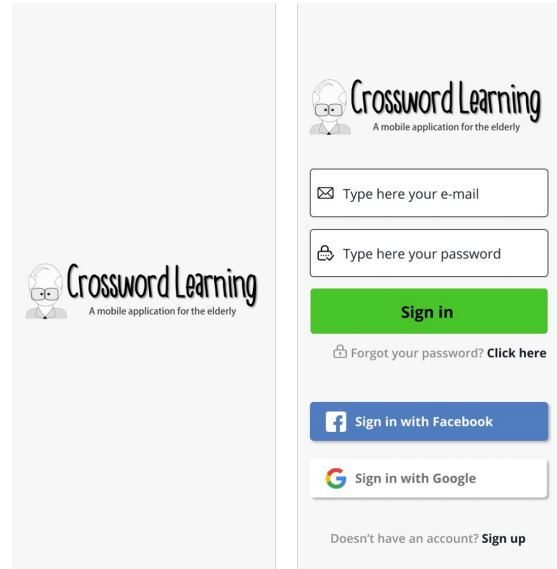 Crossword Learning
A mobile application for the elderly
Crossword Learning
A mobile application for the elderly
Type here your e-mail
Type here your password
Sign in
Forgot your password? Click here
Sign in with Facebook
Sign in with Google
Doesn’t have an account? Sign up